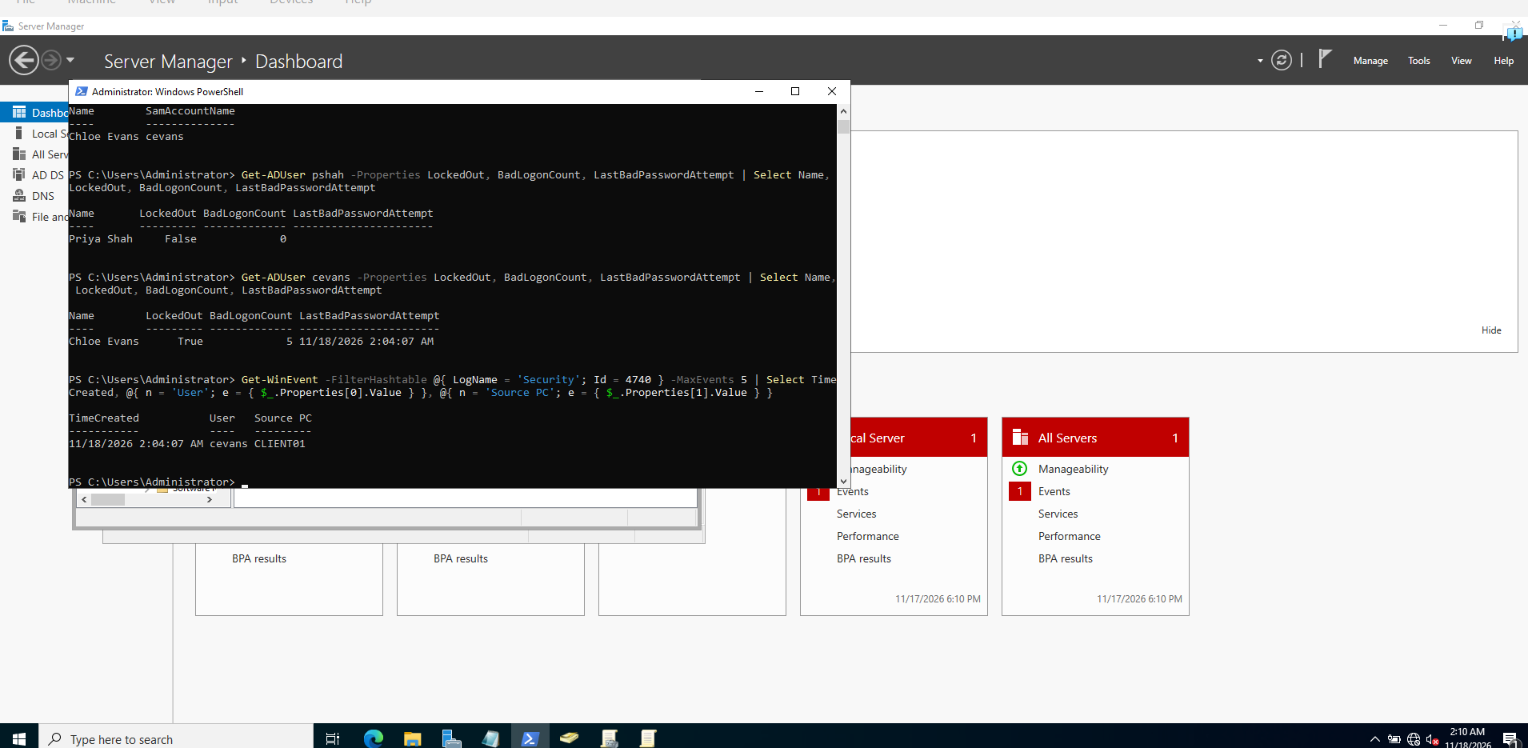 File Machine View Input Devices Help
Server Manager
Server Manager ‣ Dashboard
Manage Tools View Help
Administrator: Windows PowerShell
Dashbo
Local Se
All Serv
AD DS
DNS
File and
Name        SamAccountName
----        --------------
Chloe Evans cevans
PS C:\Users\Administrator> Get-ADUser pshah -Properties LockedOut, BadLogonCount, LastBadPasswordAttempt | Select Name,
LockedOut, BadLogonCount, LastBadPasswordAttempt
Name       LockedOut BadLogonCount LastBadPasswordAttempt
----       --------- ------------- ----------------------
Priya Shah     False             0
PS C:\Users\Administrator> Get-ADUser cevans -Properties LockedOut, BadLogonCount, LastBadPasswordAttempt | Select Name,
 LockedOut, BadLogonCount, LastBadPasswordAttempt
Name        LockedOut BadLogonCount LastBadPasswordAttempt
----        --------- ------------- ----------------------
Chloe Evans      True             5 11/18/2026 2:04:07 AM
PS C:\Users\Administrator> Get-WinEvent -FilterHashtable @{ LogName = 'Security'; Id = 4740 } -MaxEvents 5 | Select Time
Created, @{ n = 'User'; e = { $_.Properties[0].Value } }, @{ n = 'Source PC'; e = { $_.Properties[1].Value } }
TimeCreated           User   Source PC
-----------           ----   ---------
11/18/2026 2:04:07 AM cevans CLIENT01
PS C:\Users\Administrator>
Hide
cal Server 1
anageability
1 Events
Services
Performance
BPA results
11/17/2026 6:10 PM
All Servers 1
Manageability
1 Events
Services
Performance
BPA results
11/17/2026 6:10 PM
BPA results
BPA results
Type here to search
2:10 AM
11/18/2026